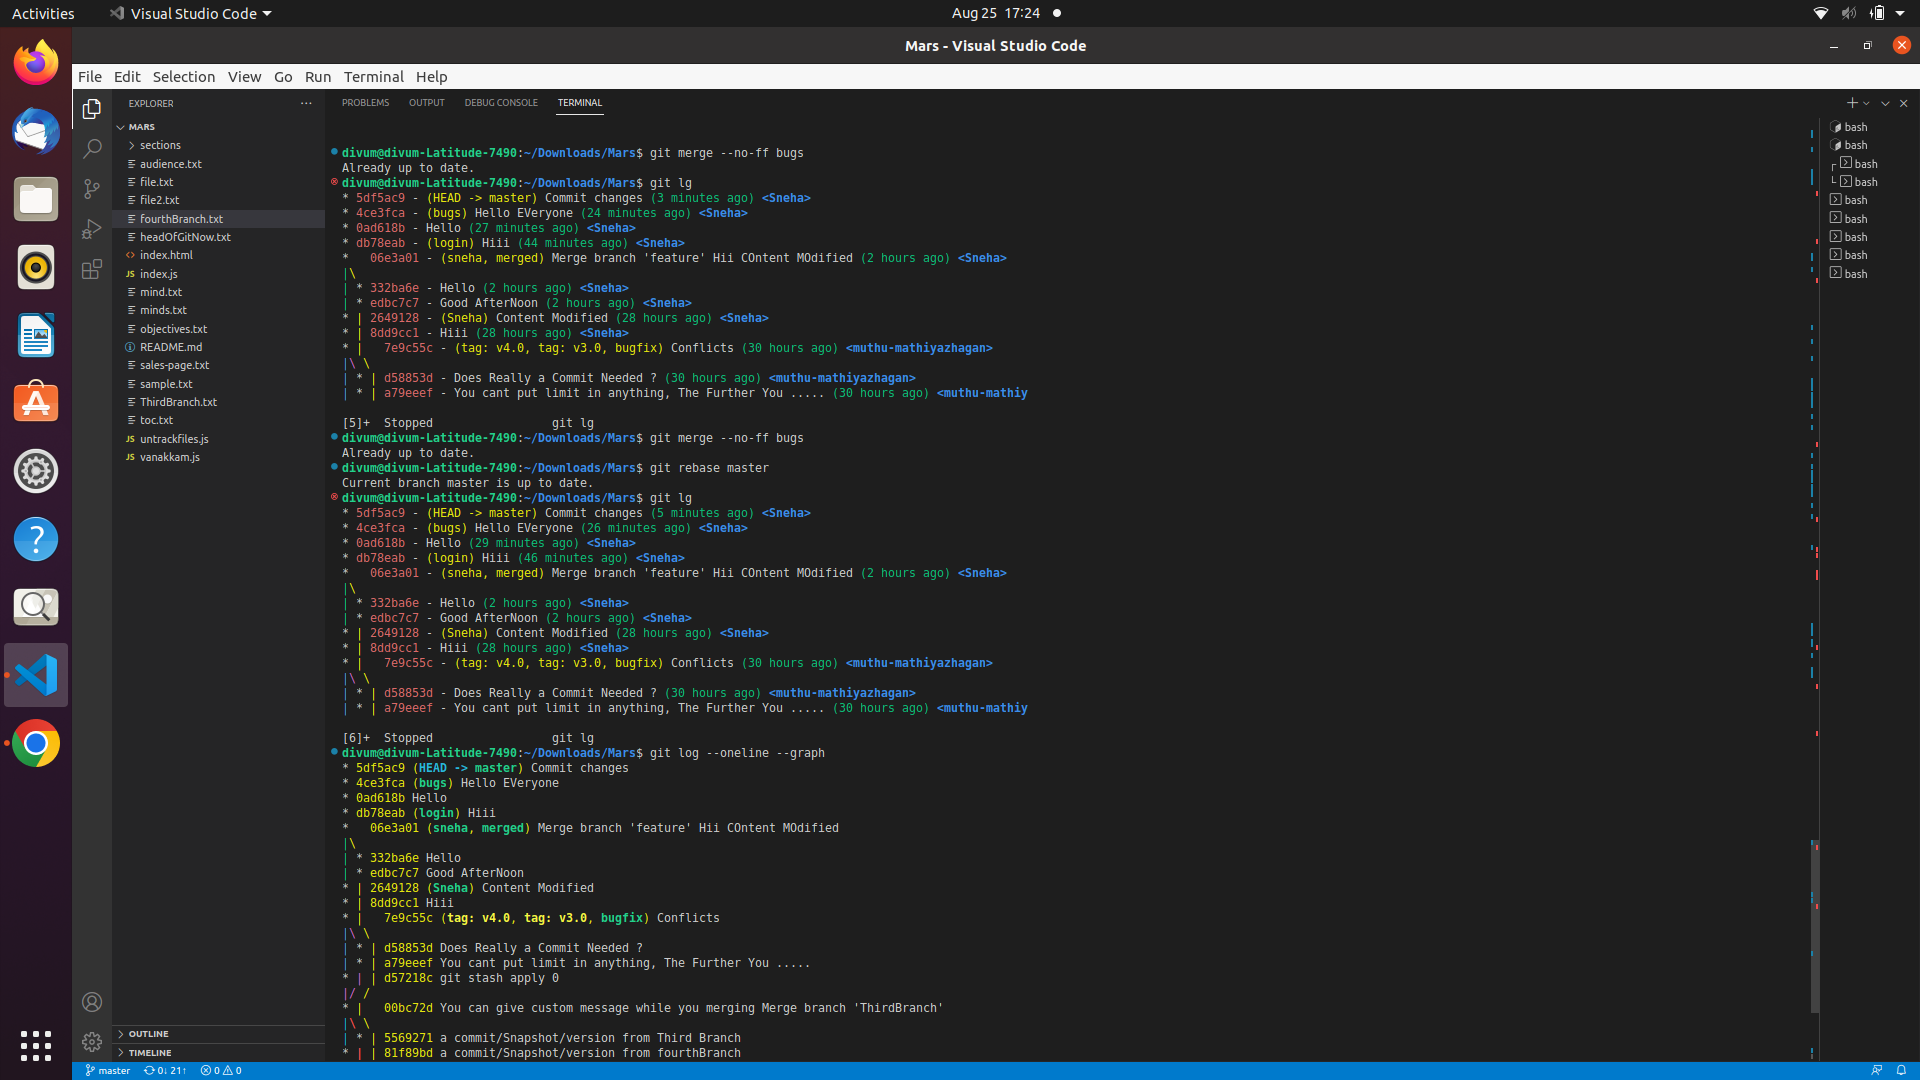 Activities Visual Studio Code Aug 25 17:24
Mars - Visual Studio Code
File Edit Selection View Go Run Terminal Help
EXPLORER
MARS
sections
audience.txt
file.txt
file2.txt
fourthBranch.txt
headOfGitNow.txt
<> index.html
JS index.js
mind.txt
minds.txt
objectives.txt
README.md
sales-page.txt
sample.txt
ThirdBranch.txt
toc.txt
JS untrackfiles.js
JS vanakkam.js
OUTLINE
TIMELINE
PROBLEMS OUTPUT DEBUG CONSOLE TERMINAL
divum@divum-Latitude-7490:~/Downloads/Mars$ git merge --no-ff bugs
Already up to date.
divum@divum-Latitude-7490:~/Downloads/Mars$ git lg
* 5df5ac9 - (HEAD -> master) Commit changes (3 minutes ago) <Sneha>
* 4ce3fca - (bugs) Hello EVeryone (24 minutes ago) <Sneha>
* 0ad618b - Hello (27 minutes ago) <Sneha>
* db78eab - (login) Hiii (44 minutes ago) <Sneha>
*   06e3a01 - (sneha, merged) Merge branch 'feature' Hii COntent MOdified (2 hours ago) <Sneha>
|\
| * 332ba6e - Hello (2 hours ago) <Sneha>
| * edbc7c7 - Good AfterNoon (2 hours ago) <Sneha>
* | 2649128 - (Sneha) Content Modified (28 hours ago) <Sneha>
* | 8dd9cc1 - Hiii (28 hours ago) <Sneha>
* |   7e9c55c - (tag: v4.0, tag: v3.0, bugfix) Conflicts (30 hours ago) <muthu-mathiyazhagan>
|\ \
| * | d58853d - Does Really a Commit Needed ? (30 hours ago) <muthu-mathiyazhagan>
| * | a79eeef - You cant put limit in anything, The Further You ..... (30 hours ago) <muthu-mathiy
[5]+  Stopped                 git lg
divum@divum-Latitude-7490:~/Downloads/Mars$ git merge --no-ff bugs
Already up to date.
divum@divum-Latitude-7490:~/Downloads/Mars$ git rebase master
Current branch master is up to date.
divum@divum-Latitude-7490:~/Downloads/Mars$ git lg
* 5df5ac9 - (HEAD -> master) Commit changes (5 minutes ago) <Sneha>
* 4ce3fca - (bugs) Hello EVeryone (26 minutes ago) <Sneha>
* 0ad618b - Hello (29 minutes ago) <Sneha>
* db78eab - (login) Hiii (46 minutes ago) <Sneha>
*   06e3a01 - (sneha, merged) Merge branch 'feature' Hii COntent MOdified (2 hours ago) <Sneha>
|\
| * 332ba6e - Hello (2 hours ago) <Sneha>
| * edbc7c7 - Good AfterNoon (2 hours ago) <Sneha>
* | 2649128 - (Sneha) Content Modified (28 hours ago) <Sneha>
* | 8dd9cc1 - Hiii (28 hours ago) <Sneha>
* |   7e9c55c - (tag: v4.0, tag: v3.0, bugfix) Conflicts (30 hours ago) <muthu-mathiyazhagan>
|\ \
| * | d58853d - Does Really a Commit Needed ? (30 hours ago) <muthu-mathiyazhagan>
| * | a79eeef - You cant put limit in anything, The Further You ..... (30 hours ago) <muthu-mathiy
[6]+  Stopped                 git lg
divum@divum-Latitude-7490:~/Downloads/Mars$ git log --oneline --graph
* 5df5ac9 (HEAD -> master) Commit changes
* 4ce3fca (bugs) Hello EVeryone
* 0ad618b Hello
* db78eab (login) Hiii
*   06e3a01 (sneha, merged) Merge branch 'feature' Hii COntent MOdified
|\
| * 332ba6e Hello
| * edbc7c7 Good AfterNoon
* | 2649128 (Sneha) Content Modified
* | 8dd9cc1 Hiii
* |   7e9c55c (tag: v4.0, tag: v3.0, bugfix) Conflicts
|\ \
| * | d58853d Does Really a Commit Needed ?
| * | a79eeef You cant put limit in anything, The Further You .....
* | | d57218c git stash apply 0
|/ /
* |   00bc72d You can give custom message while you merging Merge branch 'ThirdBranch'
|\ \
| * | 5569271 a commit/Snapshot/version from Third Branch
* | | 81f89bd a commit/Snapshot/version from fourthBranch
bash
bash
bash
bash
bash
bash
bash
bash
bash
master 0↓ 21↑ 0 0